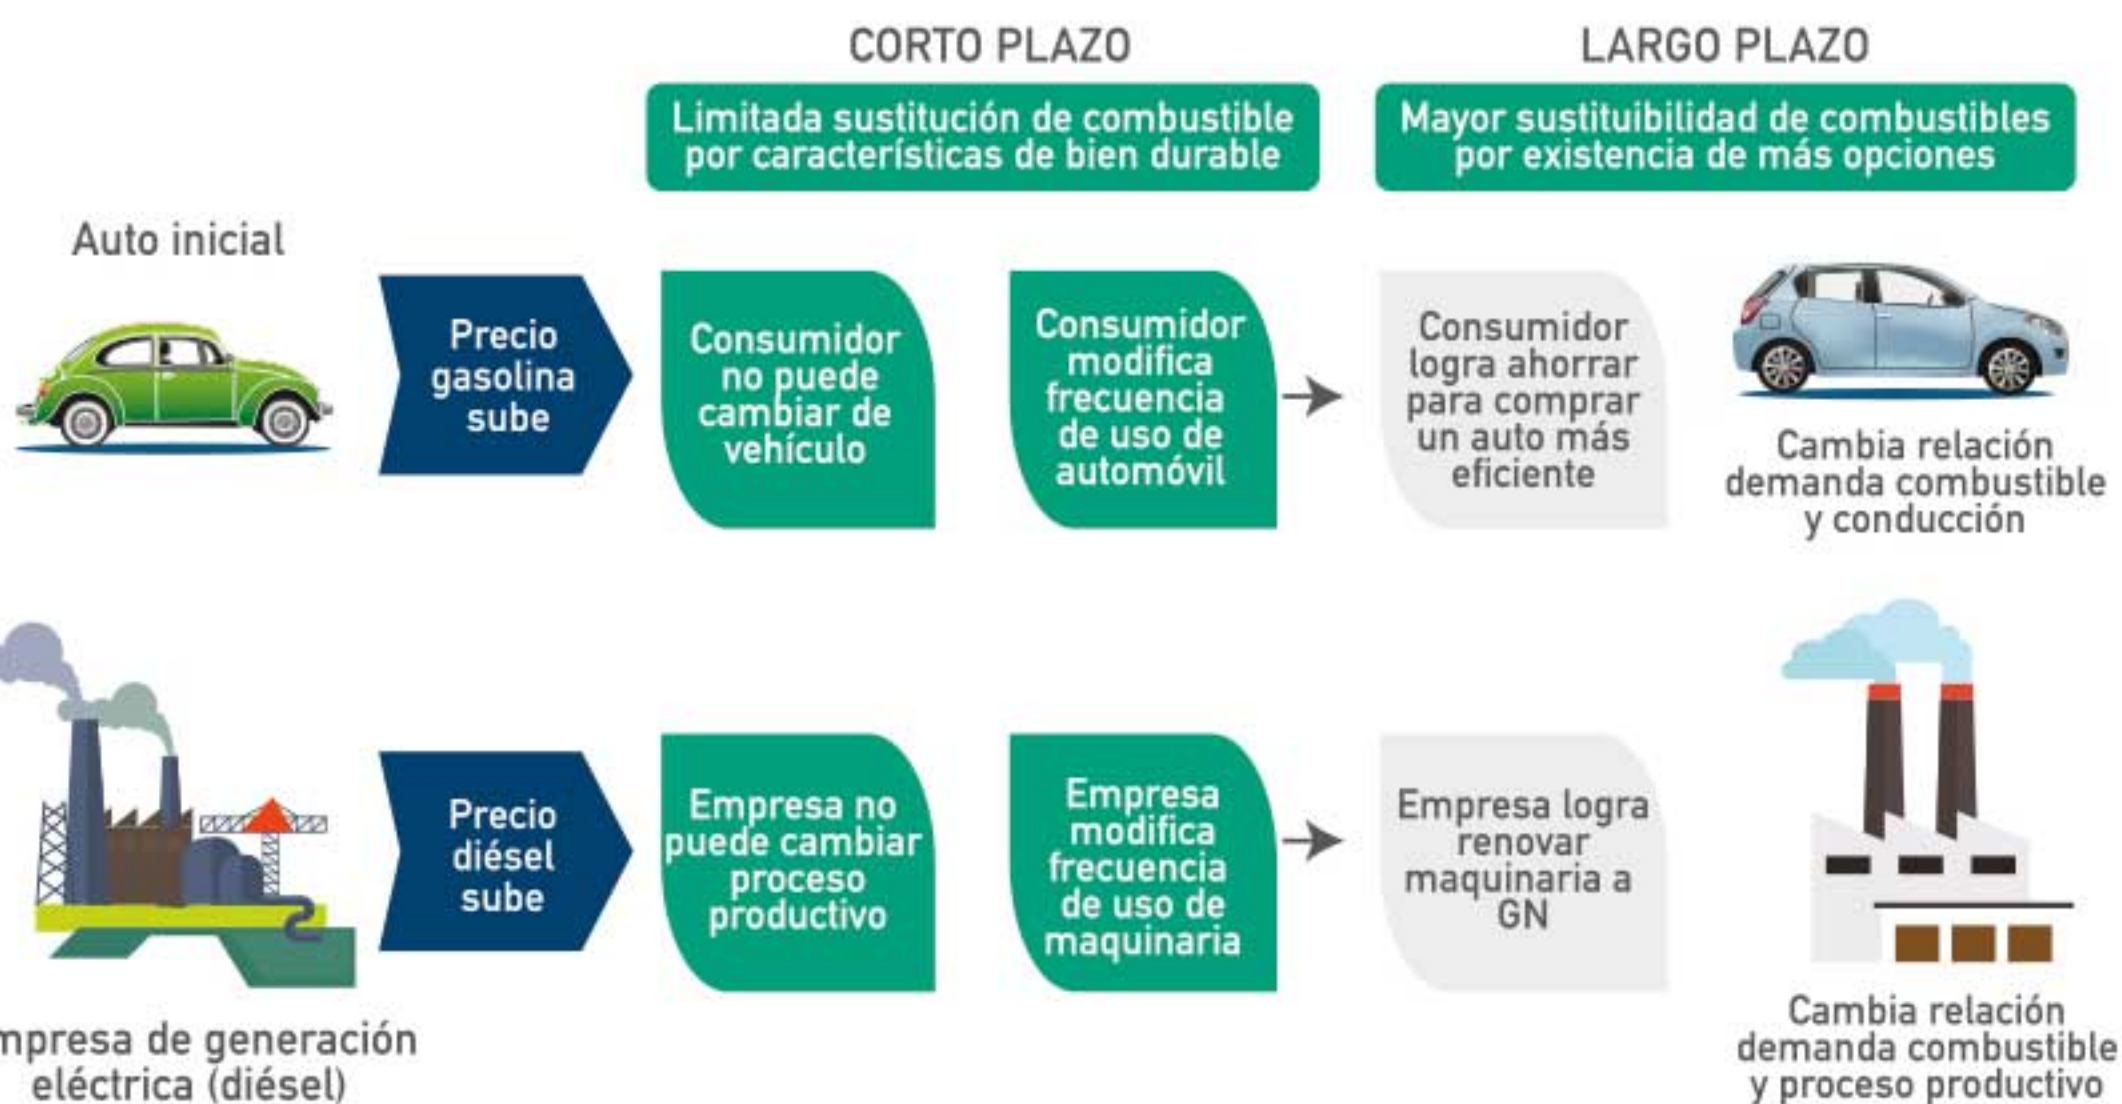 CORTO PLAZO
LARGO PLAZO
Limitada sustitución de combustible
por características de bien durable
Mayor sustituibilidad de combustibles
por existencia de más opciones
Auto inicial
Precio
gasolina
sube
Consumidor
no puede
cambiar de
vehículo
Consumidor
modifica
frecuencia
de uso de
automóvil
Consumidor
logra ahorrar
para comprar
un auto más
eficiente
Cambia relación
demanda combustible
y conducción
Precio
diésel
sube
Empresa no
puede cambiar
proceso
productivo
Empresa
modifica
frecuencia
de uso de
maquinaria
Empresa logra
renovar
maquinaria a
GN
mpresa de generación
eléctrica (diésel)
Cambia relación
demanda combustible
y proceso productivo